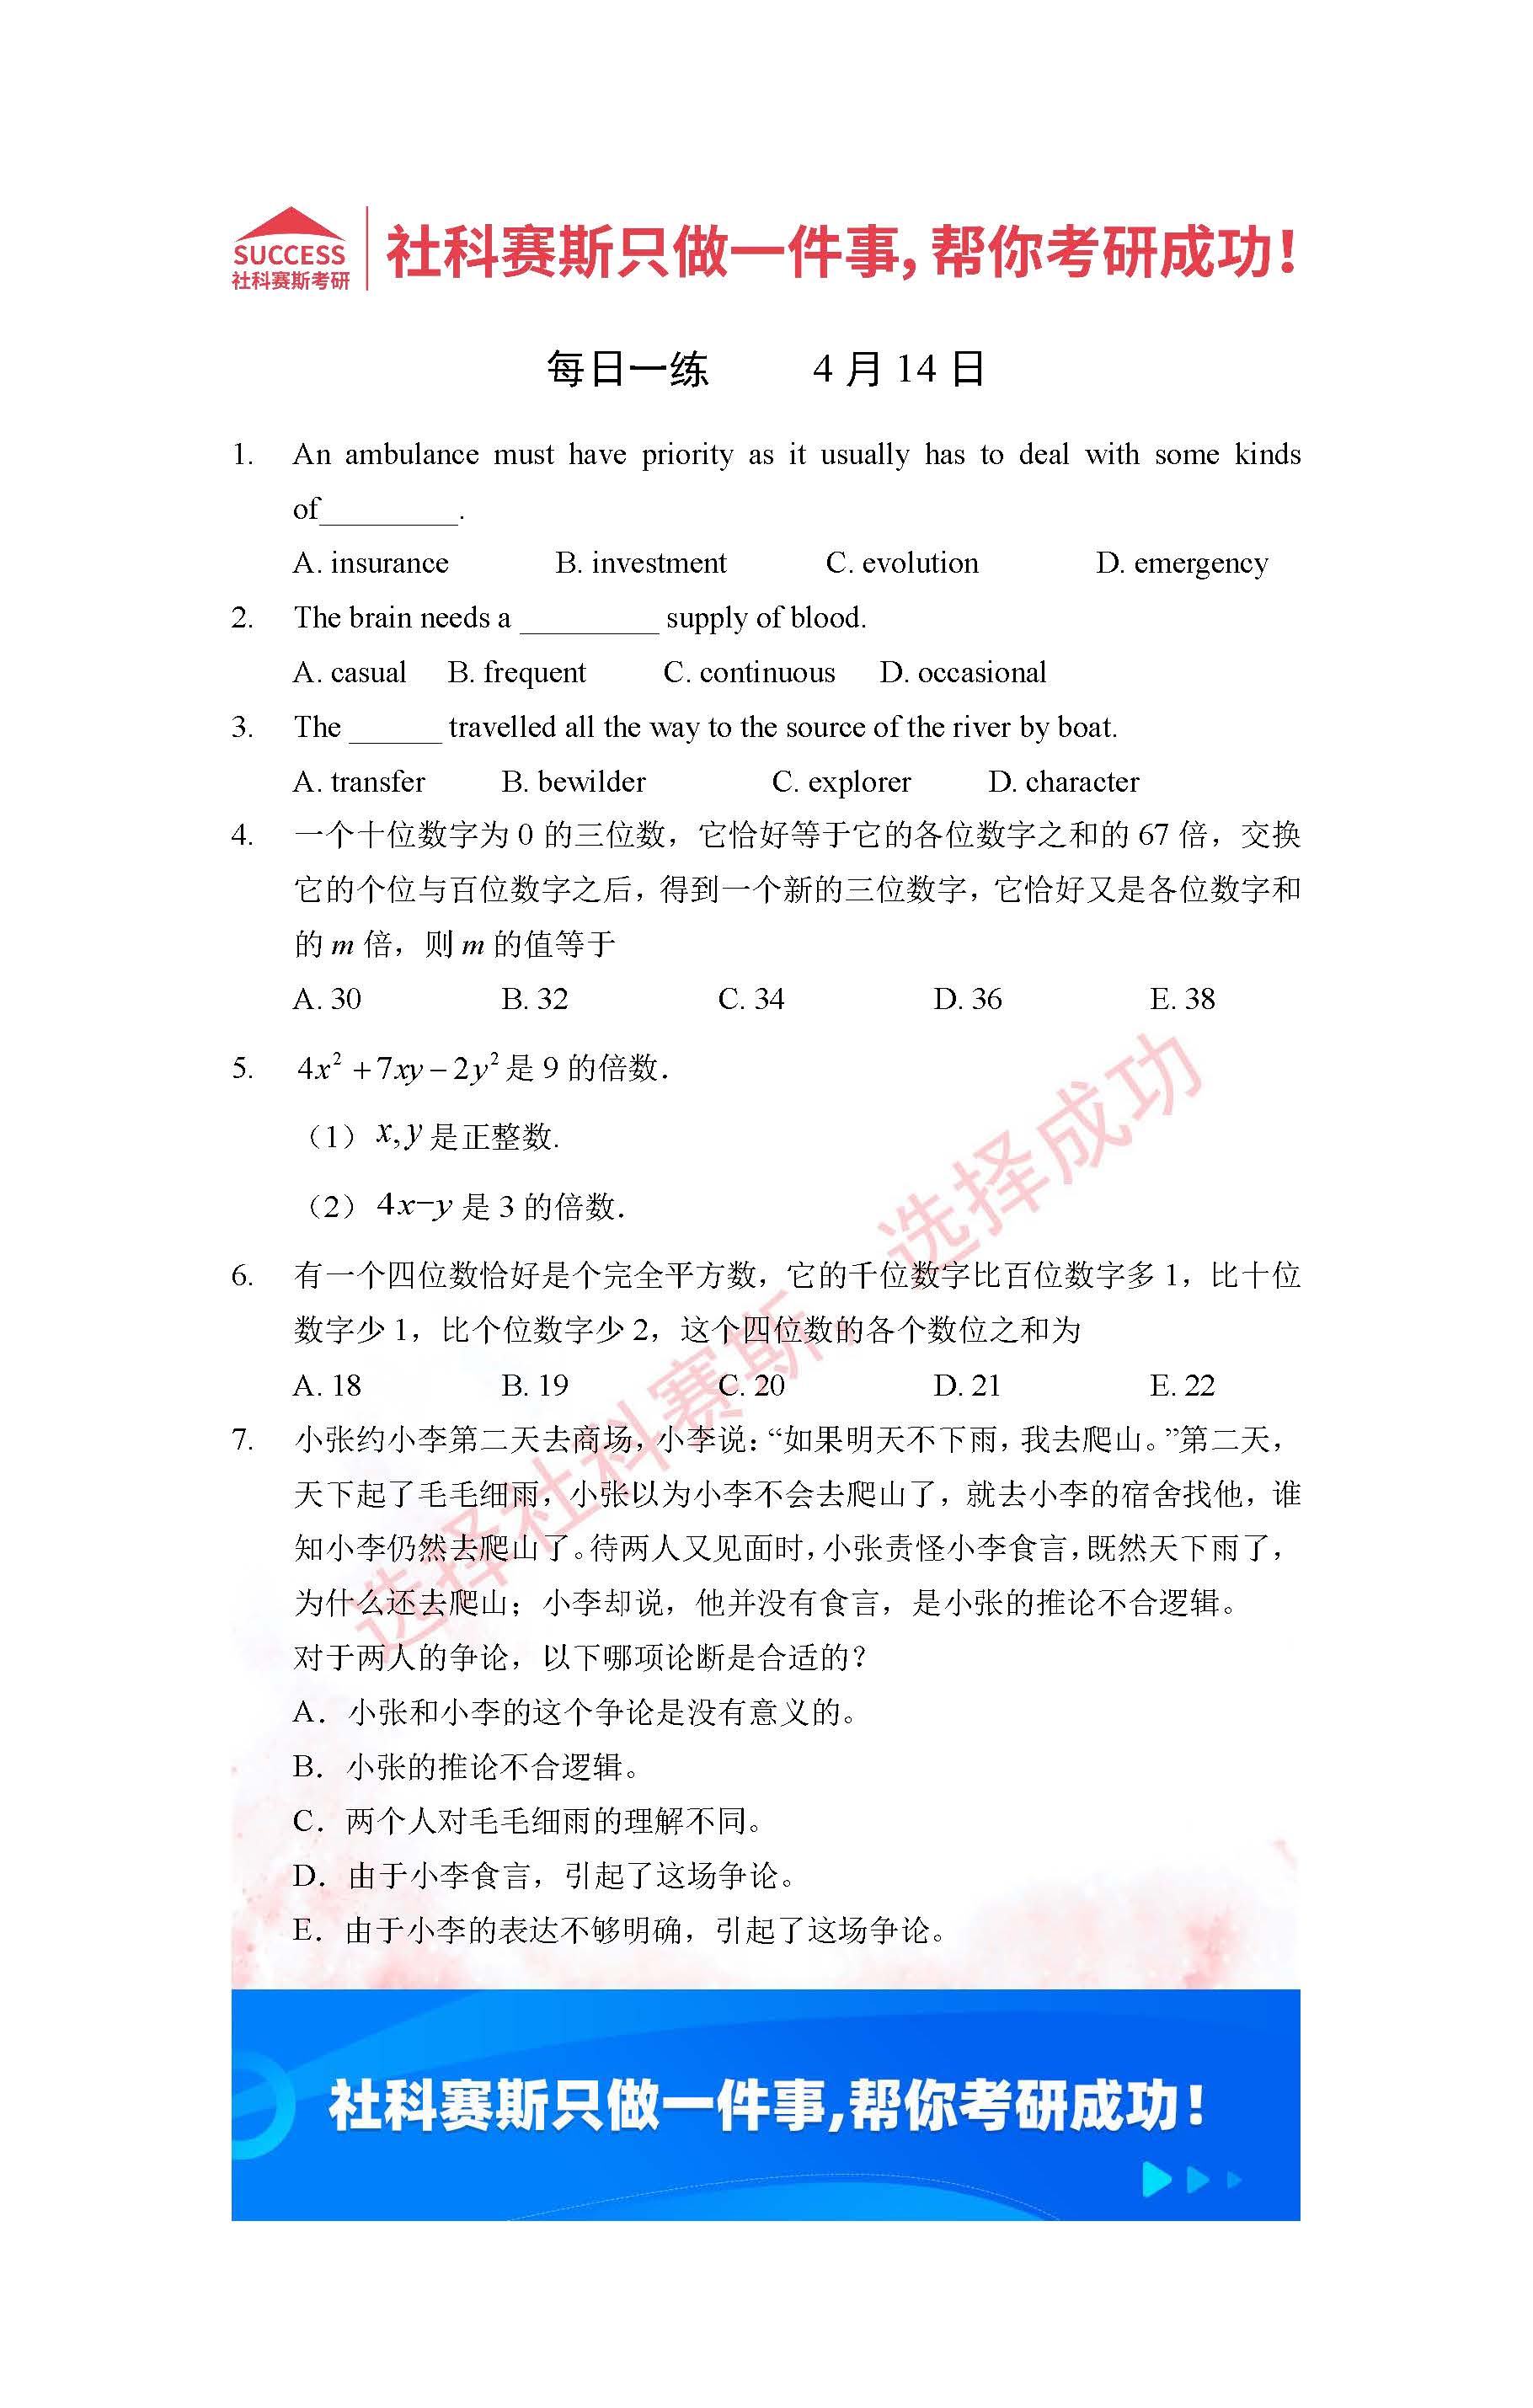 SUCCESS
社科赛斯考研
社科赛斯只做一件事,帮你考研成功!
每日一练 4月14日
1. An ambulance must have priority as it usually has to deal with some kinds
of_________.
A. insurance B. investment C. evolution D. emergency
2. The brain needs a _________ supply of blood.
A. casual B. frequent C. continuous D. occasional
3. The ______ travelled all the way to the source of the river by boat.
A. transfer B. bewilder C. explorer D. character
4. 一个十位数字为 0 的三位数，它恰好等于它的各位数字之和的 67 倍，交换
它的个位与百位数字之后，得到一个新的三位数字，它恰好又是各位数字和
的 m 倍，则 m 的值等于
A. 30 B. 32 C. 34 D. 36 E. 38
5. 4x²+7xy−2y² 是 9 的倍数．
（1）x,y 是正整数.
（2）4x−y 是 3 的倍数．
6. 有一个四位数恰好是个完全平方数，它的千位数字比百位数字多 1，比十位
数字少 1，比个位数字少 2，这个四位数的各个数位之和为
A. 18 B. 19 C. 20 D. 21 E. 22
7. 小张约小李第二天去商场，小李说：“如果明天不下雨，我去爬山。”第二天，
天下起了毛毛细雨，小张以为小李不会去爬山了，就去小李的宿舍找他，谁
知小李仍然去爬山了。待两人又见面时，小张责怪小李食言，既然天下雨了，
为什么还去爬山；小李却说，他并没有食言，是小张的推论不合逻辑。
对于两人的争论，以下哪项论断是合适的？
A．小张和小李的这个争论是没有意义的。
B．小张的推论不合逻辑。
C．两个人对毛毛细雨的理解不同。
D．由于小李食言，引起了这场争论。
E．由于小李的表达不够明确，引起了这场争论。
选择社科赛斯，选择成功
社科赛斯只做一件事,帮你考研成功!